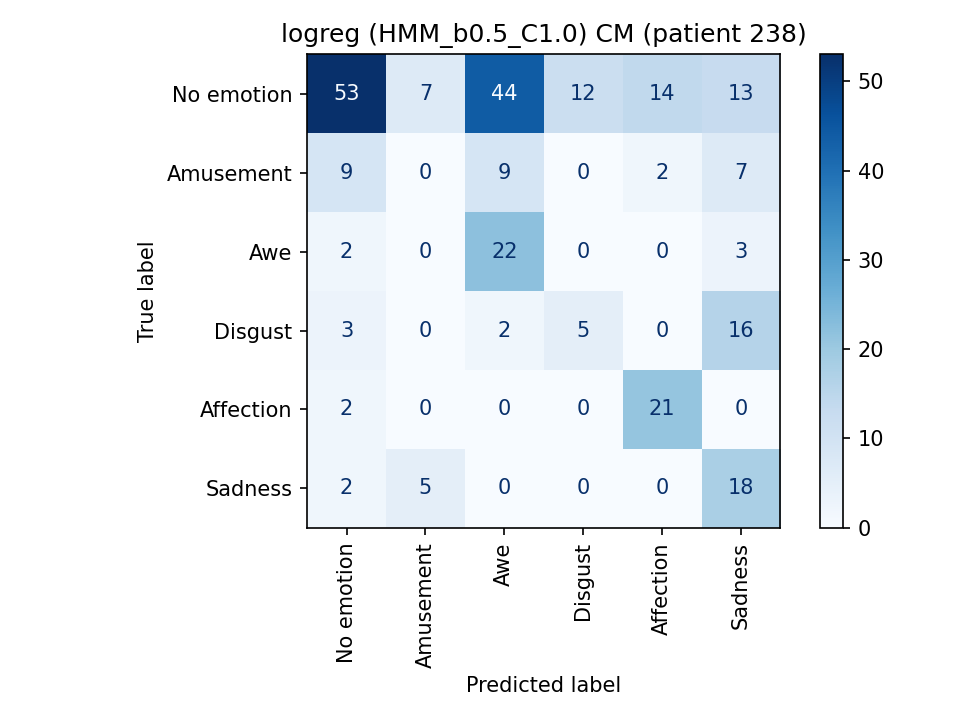 logreg (HMM_b0.5_C1.0) CM (patient 238)
No emotion 53 7 44 12 14 13
Amusement 9 0 9 0 2 7
Awe 2 0 22 0 0 3
Disgust 3 0 2 5 0 16
Affection 2 0 0 0 21 0
Sadness 2 5 0 0 0 18
True label
No emotion Amusement Awe Disgust Affection Sadness
Predicted label
50
40
30
20
10
0